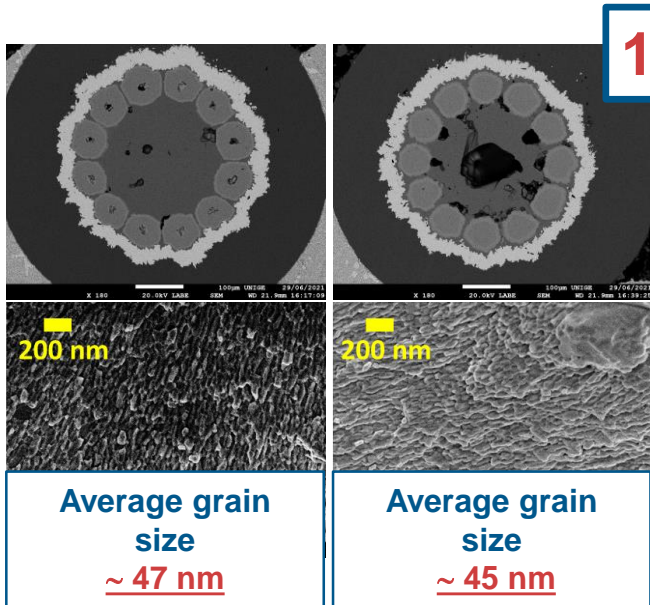 1
100μm UNIGE 29/06/2021
X 180 20.0kV LABE SEM WD 21.9mm 16:17:09
100μm UNIGE 29/06/2021
X 180 20.0kV LABE SEM WD 21.9mm 16:39:25
200 nm
200 nm
Average grain
size
~ 47 nm
Average grain
size
~ 45 nm